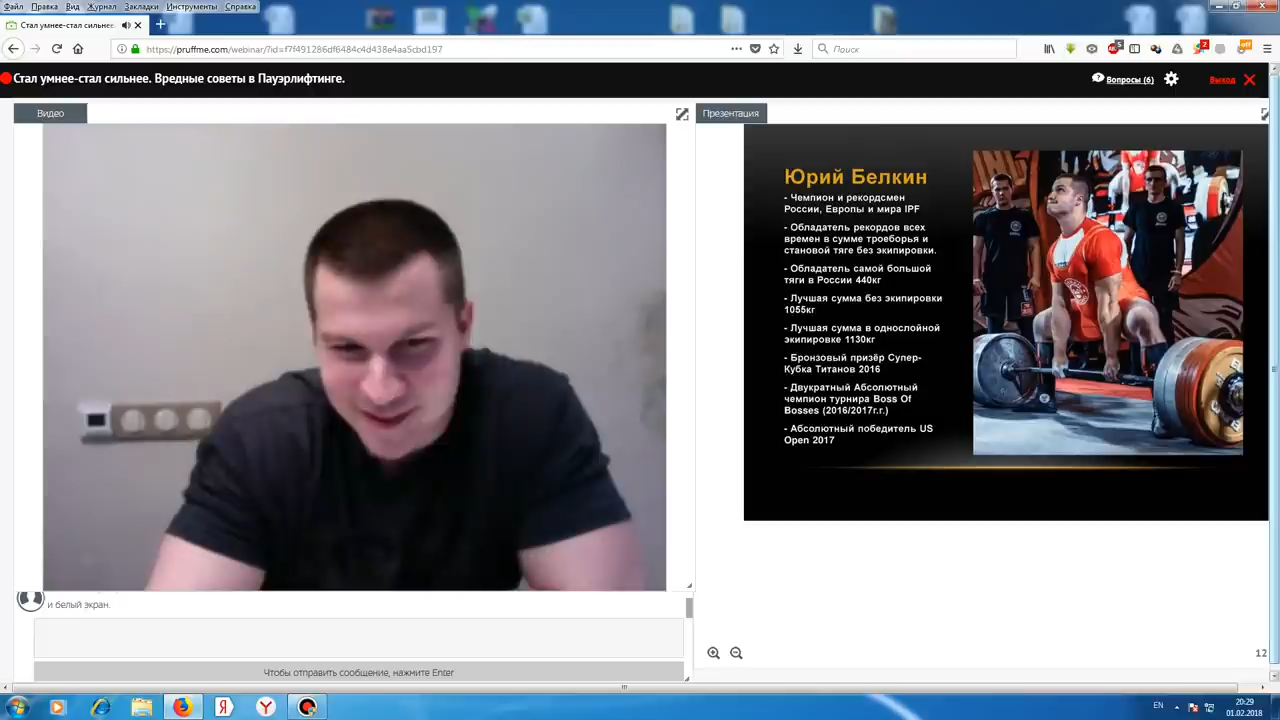 Файл Правка Вид Журнал Закладки Инструменты Справка
Стал умнее-стал сильнее.
https://pruffme.com/webinar/?id=f7f491286df6484c4d438e4aa5cbd197
Поиск
Стал умнее-стал сильнее. Вредные советы в Пауэрлифтинге.
Вопросы (6)
Выход
Видео
Презентация
Юрий Белкин
- Чемпион и рекордсмен
России, Европы и мира IPF
- Обладатель рекордов всех
времен в сумме троеборья и
становой тяге без экипировки.
- Обладатель самой большой
тяги в России 440кг
- Лучшая сумма без экипировки
1055кг
- Лучшая сумма в однослойной
экипировке 1130кг
- Бронзовый призёр Супер-
Кубка Титанов 2016
- Двукратный Абсолютный
чемпион турнира Boss Of
Bosses (2016/2017г.г.)
- Абсолютный победитель US
Open 2017
и белый экран.
Чтобы отправить сообщение, нажмите Enter
12
EN
20:29
01.02.2018